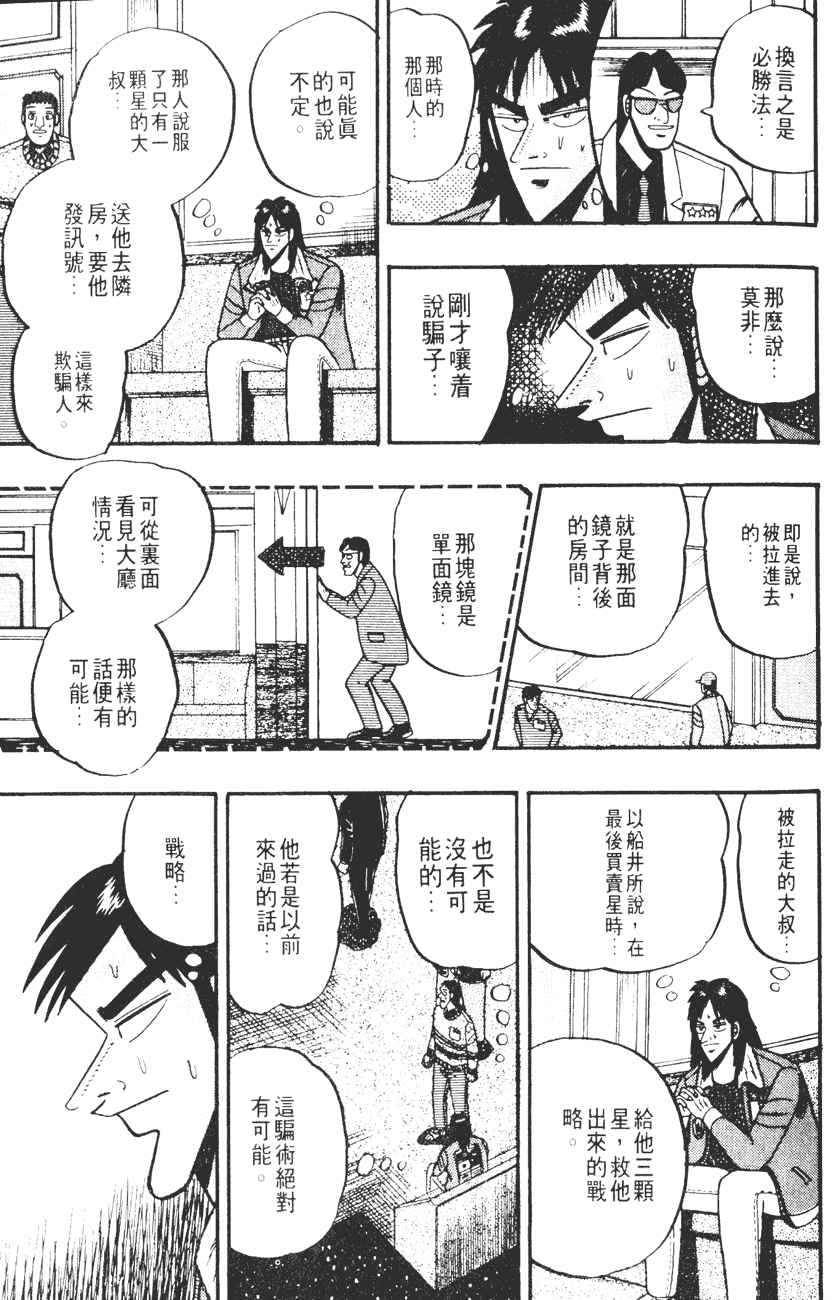 換言之是
必勝法…
那時的
那個人…
可能真
的也說
不定。
那人說服
了只有一
顆星的大
叔…
送他去隣
房，要他
發訊號…
這樣來
欺騙人。
那麼說…
莫非…
剛才嚷着
說騙子…
即是說，
被拉進去
的…
就是那面
鏡子背後
的房間…
那塊鏡是
單面鏡…
可從裏面
看見大廳
情況…
那樣的
話便有
可能…
被拉走的大叔…
以船井所說，在
最後買賣星時…
給他三顆
星，救他
出來的戰
略。
也不是
沒有可
能的…
他若是以前
來過的話…
這騙術絕對
有可能。
戰略…